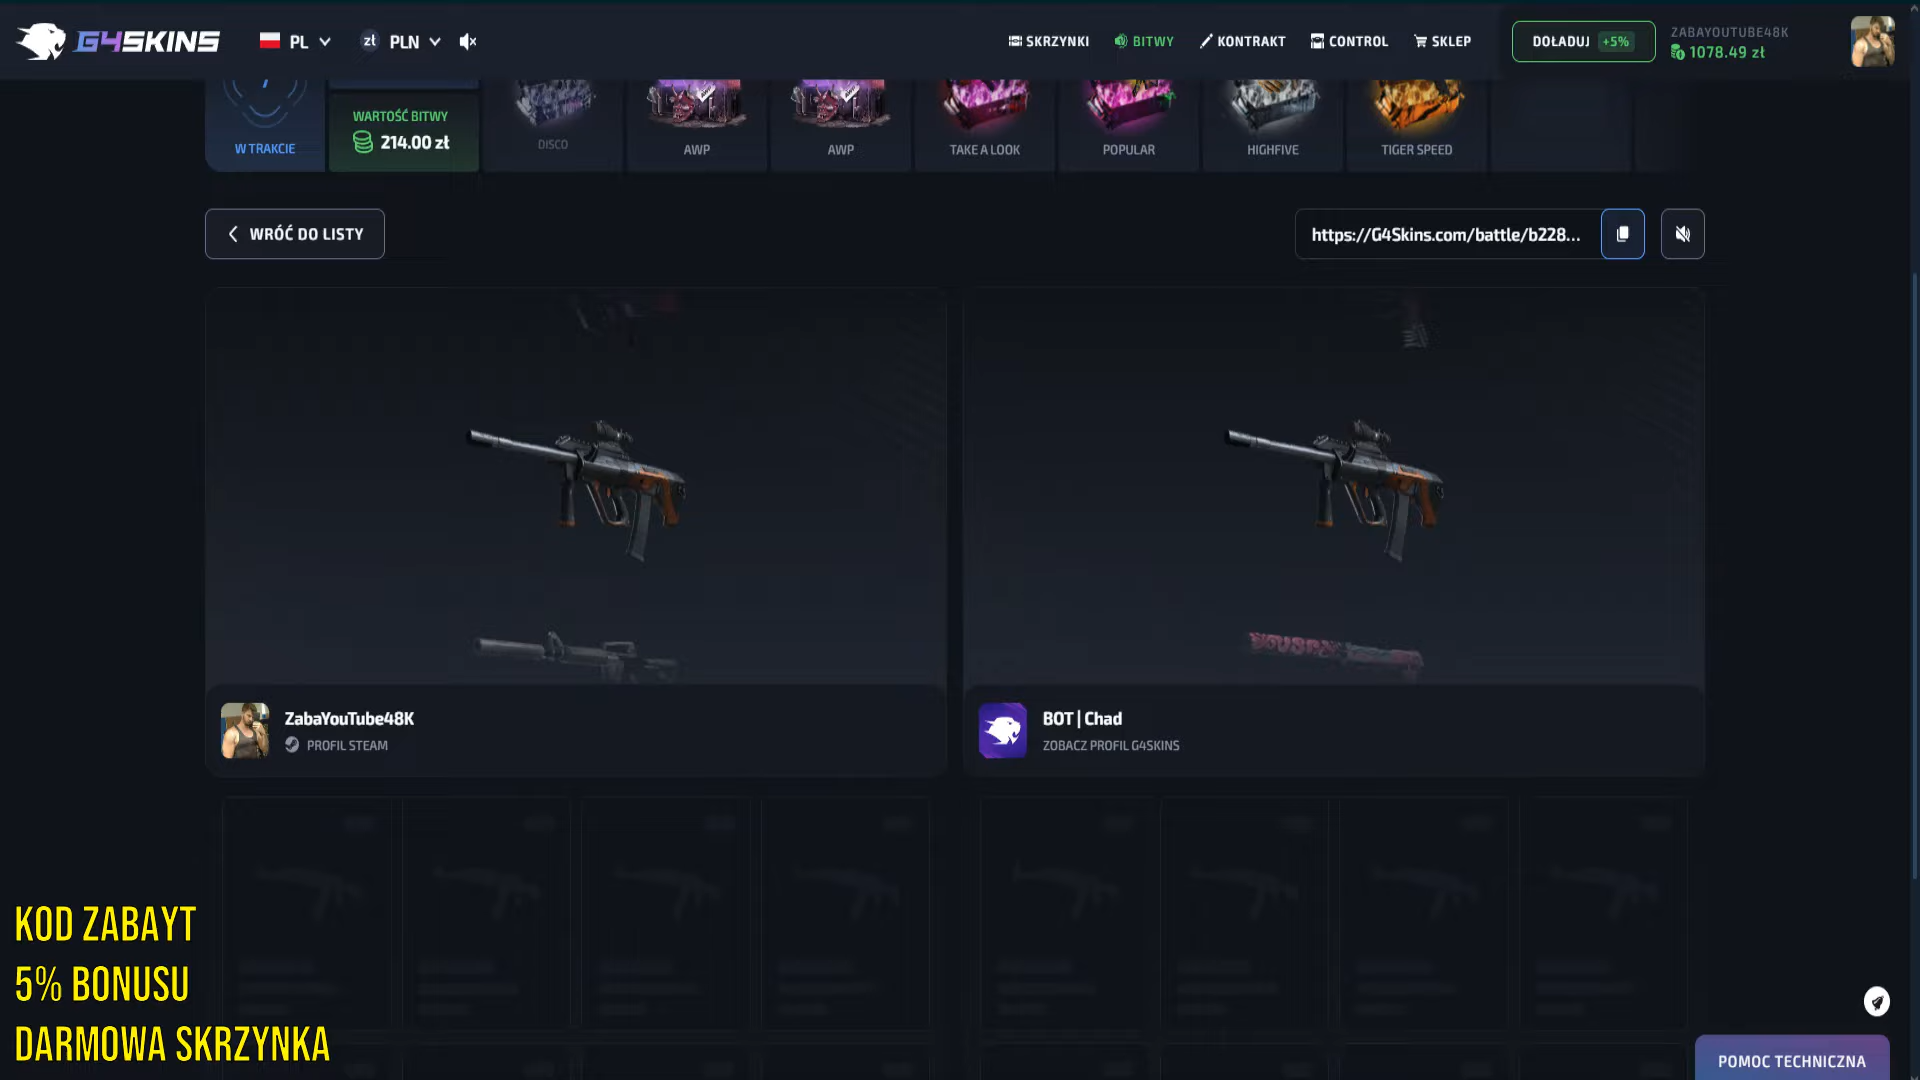 G4SKINS
PL
zł PLN
SKRZYNKI
BITWY
KONTRAKT
CONTROL
SKLEP
DOŁADUJ +5%
ZABAYOUTUBE48K
1078.49 zł
W TRAKCIE
WARTOŚĆ BITWY
214.00 zł
DISCO
AWP
AWP
TAKE A LOOK
POPULAR
HIGHFIVE
TIGER SPEED
WRÓĆ DO LISTY
https://G4Skins.com/battle/b228...
ZabaYouTube48K
PROFIL STEAM
BOT | Chad
ZOBACZ PROFIL G4SKINS
KOD ZABAYT
5% BONUSU
DARMOWA SKRZYNKA
POMOC TECHNICZNA